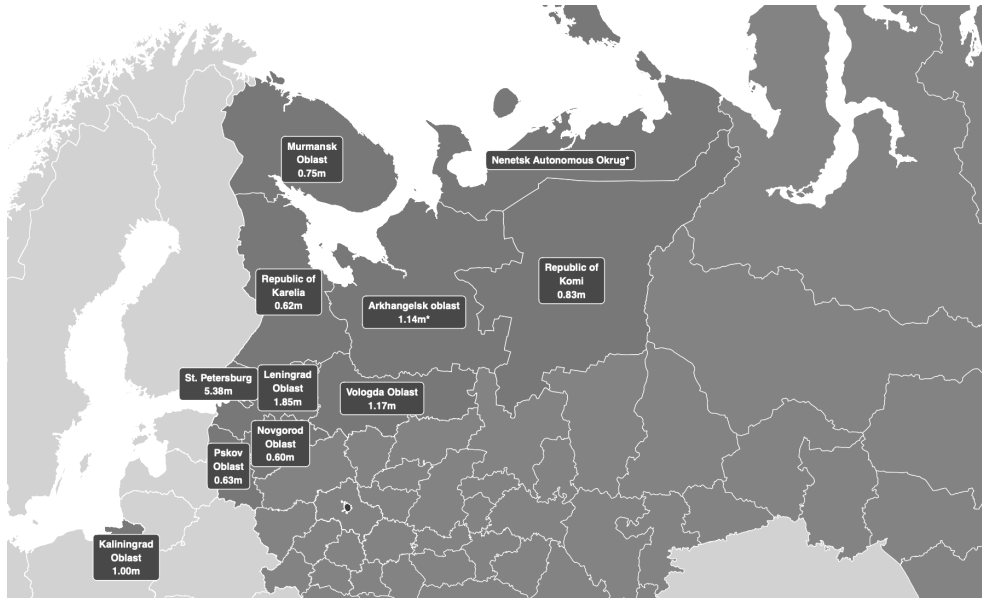 Murmansk
Oblast
0.75m
Nenetsk Autonomous Okrug*
Republic of
Karelia
0.62m
Republic of
Komi
0.83m
Arkhangelsk oblast
1.14m*
St. Petersburg
5.38m
Leningrad
Oblast
1.85m
Vologda Oblast
1.17m
Novgorod
Oblast
0.60m
Pskov
Oblast
0.63m
Kaliningrad
Oblast
1.00m